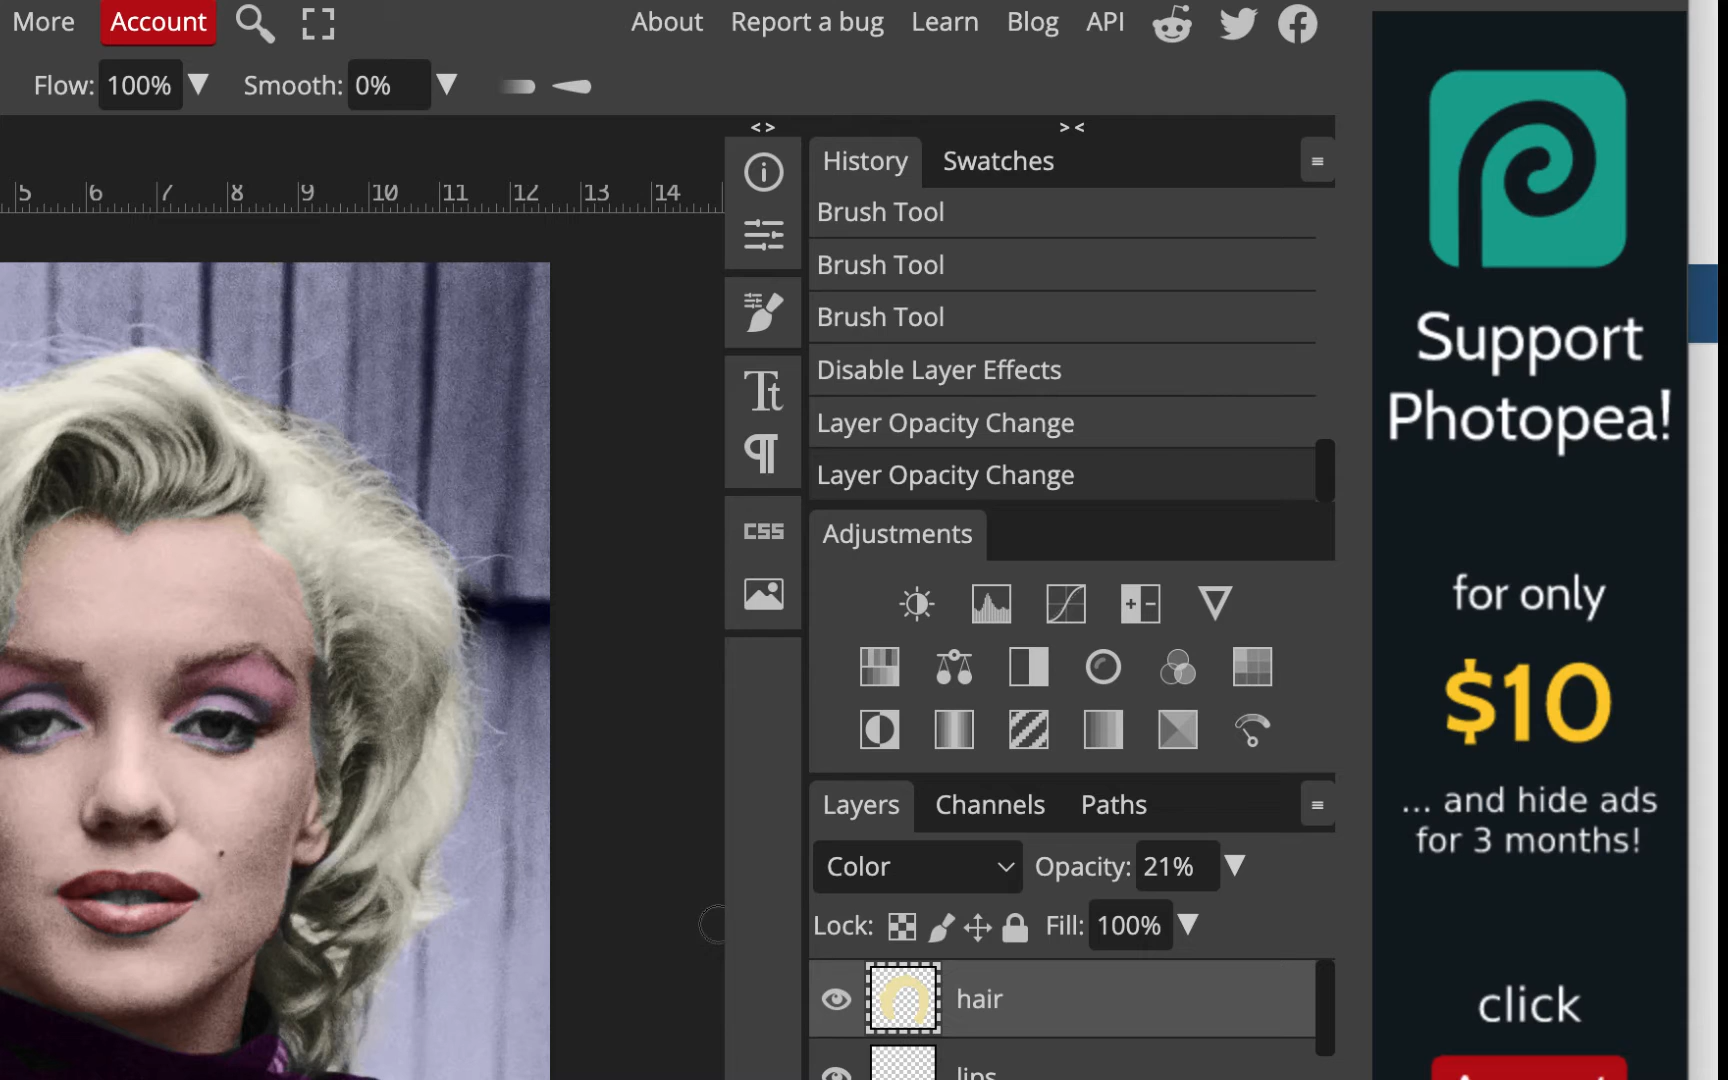 More Account About Report a bug Learn Blog API
Flow: 100% Smooth: 0%
< > > <
5 6 7 8 9 10 11 12 13 14
History Swatches
Brush Tool
Brush Tool
Brush Tool
Disable Layer Effects
Layer Opacity Change
Layer Opacity Change
Adjustments
Layers Channels Paths
Color Opacity: 21%
Lock: Fill: 100%
hair
lips
CSS
Support
Photopea!
for only
$10
... and hide ads
for 3 months!
click